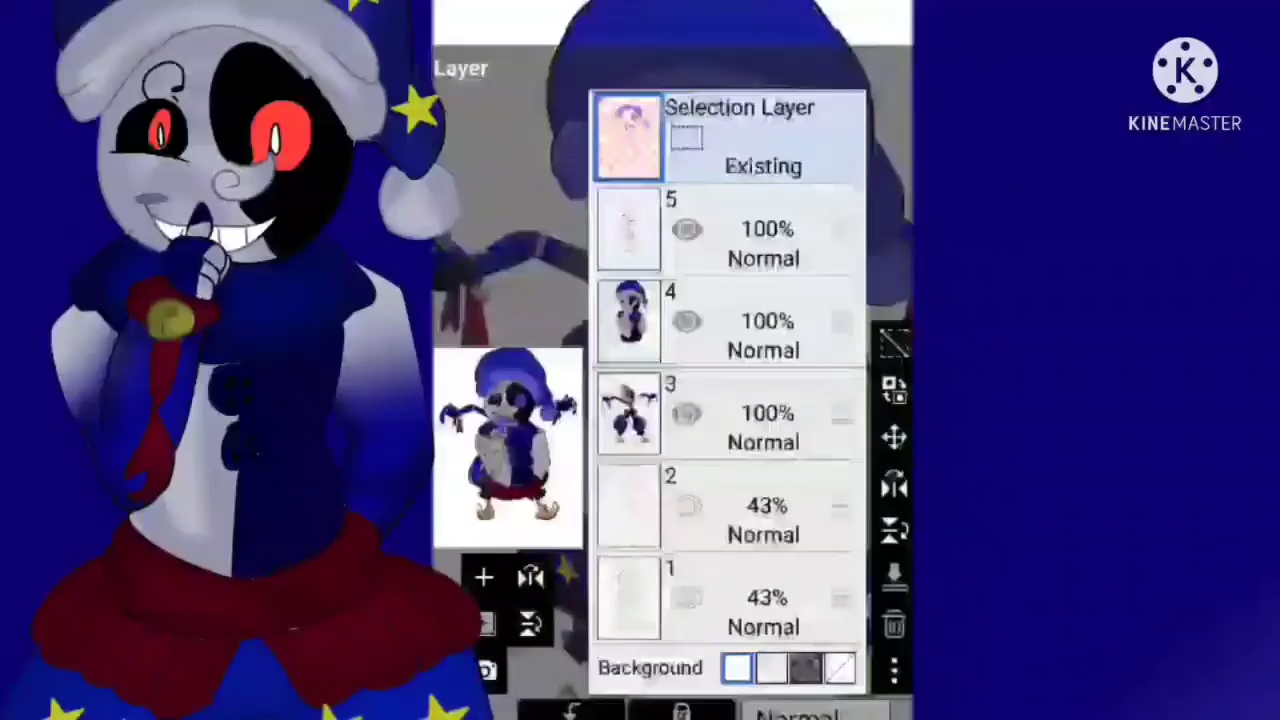 K
KINEMASTER
Layer
Selection Layer
Existing
5
100%
Normal
4
100%
Normal
3
100%
Normal
2
43%
Normal
1
43%
Normal
Background
Normal